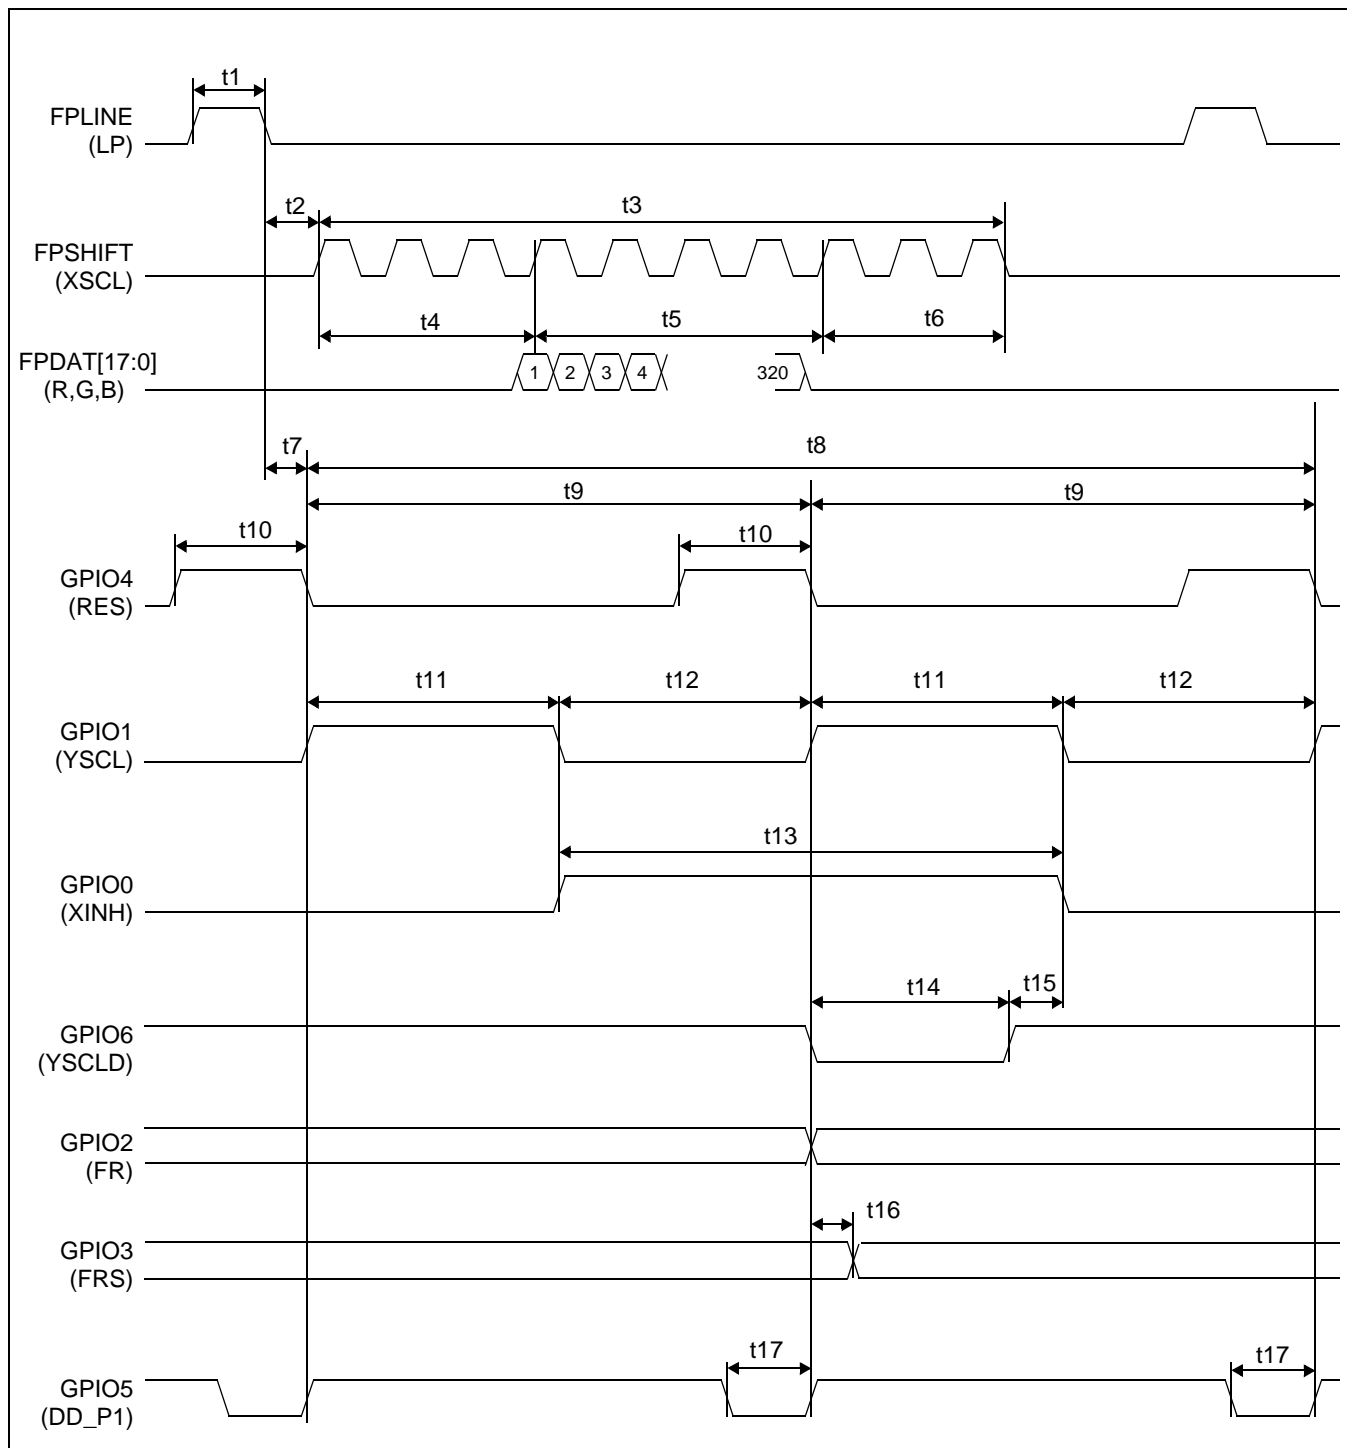 t1
FPLINE
(LP)
t2
t3
FPSHIFT
(XSCL)
t4
t5
t6
FPDAT[17:0]
(R,G,B)
1 2 3 4 320
t7
t8
t9 t9
t10 t10
GPIO4
(RES)
t11 t12 t11 t12
GPIO1
(YSCL)
t13
GPIO0
(XINH)
t14 t15
GPIO6
(YSCLD)
GPIO2
(FR)
t16
GPIO3
(FRS)
t17 t17
GPIO5
(DD_P1)